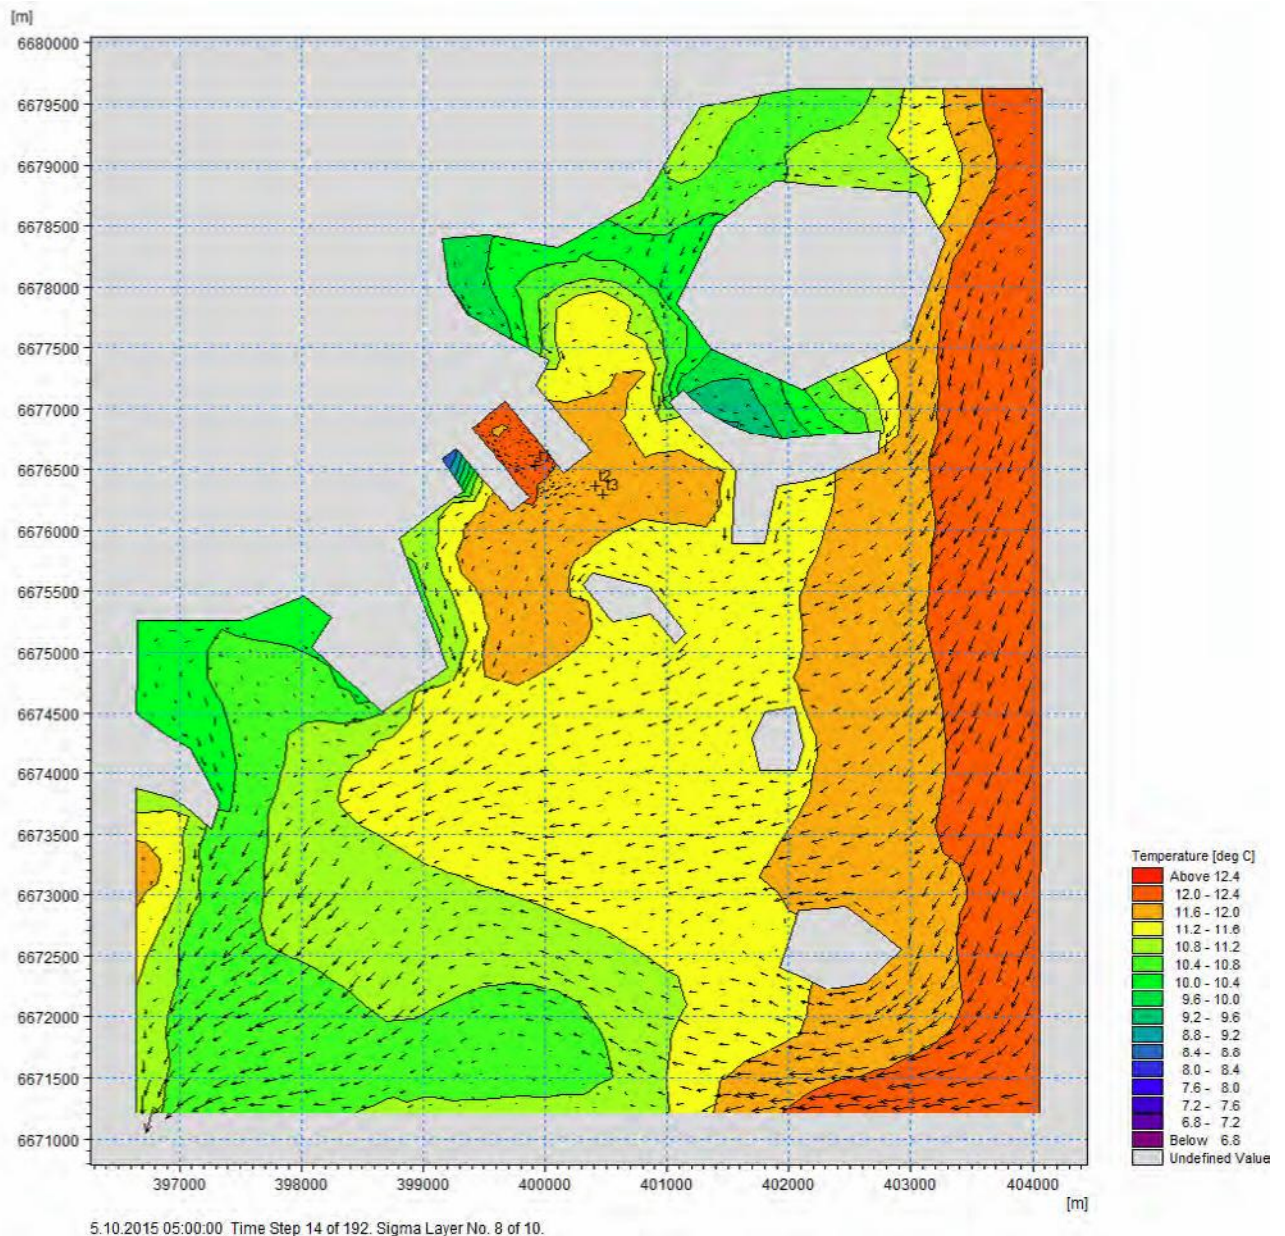 [m]
6680000
6679500
6679000
6678500
6678000
6677500
6677000
6676500
6676000
6675500
6675000
6674500
6674000
6673500
6673000
6672500
6672000
6671500
6671000
t2
t3
397000 398000 399000 400000 401000 402000 403000 404000
[m]
Temperature [deg C]
Above 12.4
12.0 - 12.4
11.6 - 12.0
11.2 - 11.6
10.8 - 11.2
10.4 - 10.8
10.0 - 10.4
9.6 - 10.0
9.2 - 9.6
8.8 - 9.2
8.4 - 8.8
8.0 - 8.4
7.6 - 8.0
7.2 - 7.6
6.8 - 7.2
Below 6.8
Undefined Value
5.10.2015 05:00:00 Time Step 14 of 192. Sigma Layer No. 8 of 10.